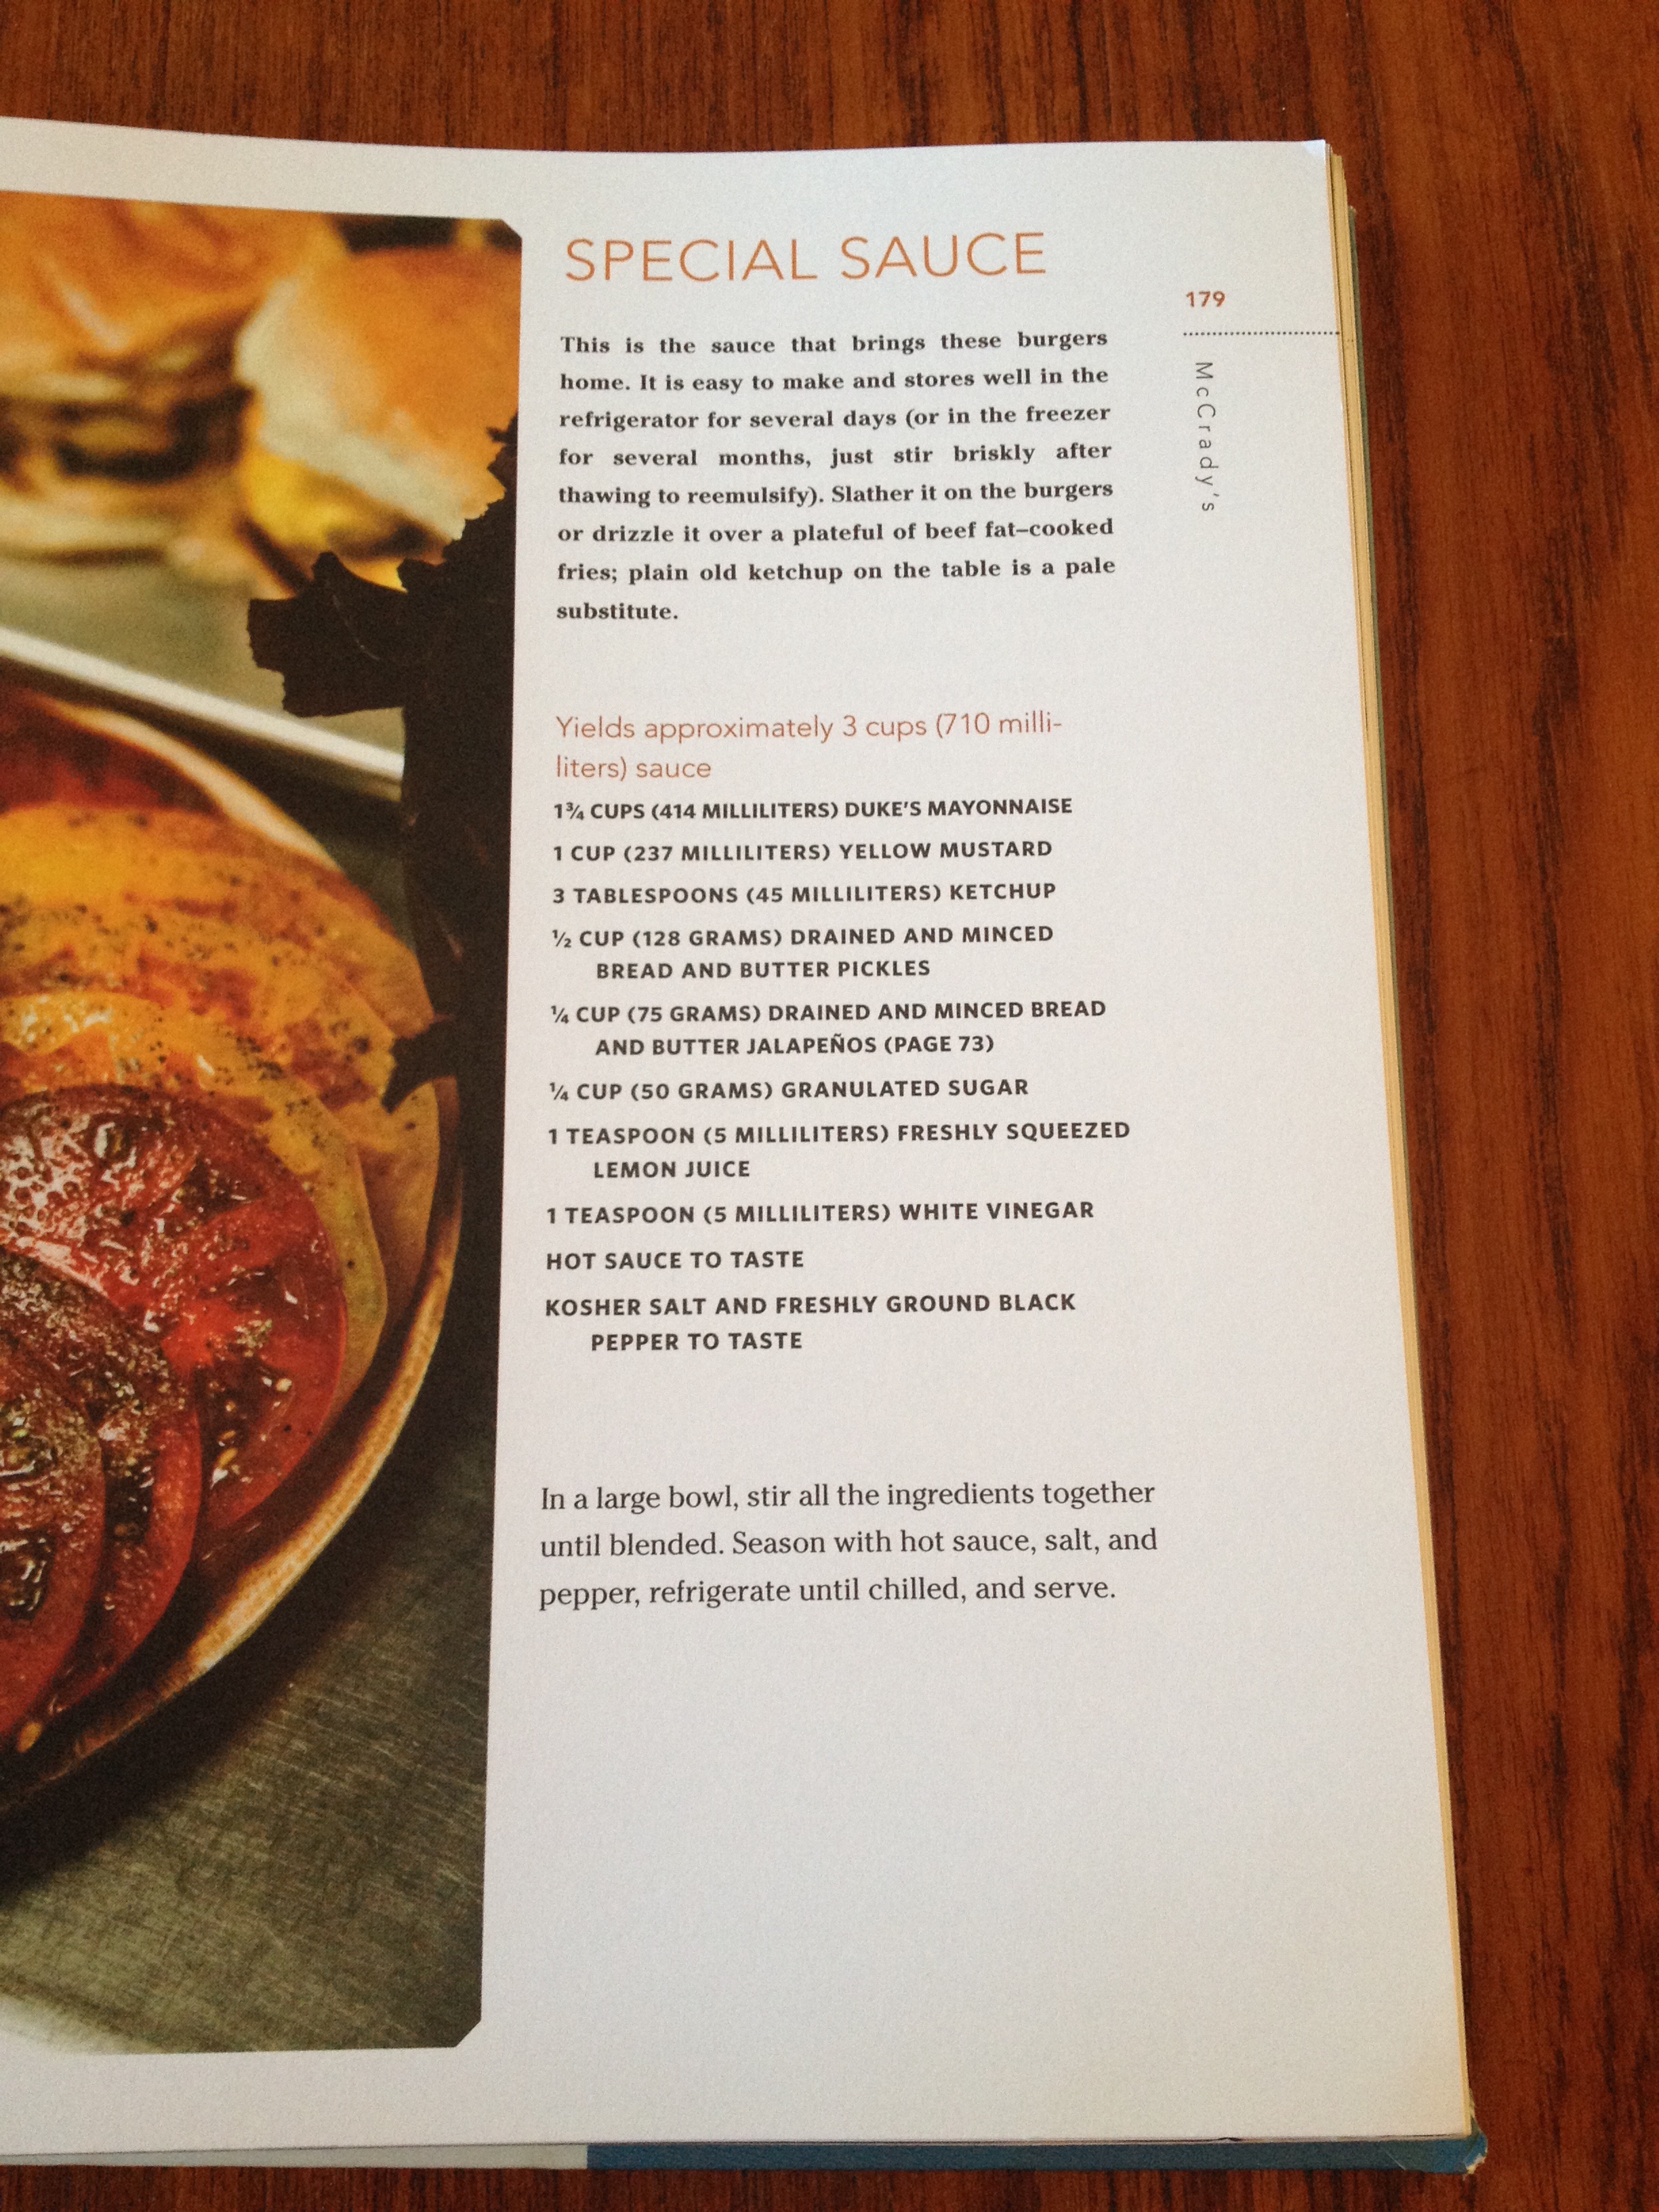 SPECIAL SAUCE
This is the sauce that brings these burgers
home. It is easy to make and stores well in the
refrigerator for several days (or in the freezer
for several months, just stir briskly after
thawing to reemulsify). Slather it on the burgers
or drizzle it over a plateful of beef fat–cooked
fries; plain old ketchup on the table is a pale
substitute.
Yields approximately 3 cups (710 milli-
liters) sauce
1¾ CUPS (414 MILLILITERS) DUKE'S MAYONNAISE
1 CUP (237 MILLILITERS) YELLOW MUSTARD
3 TABLESPOONS (45 MILLILITERS) KETCHUP
½ CUP (128 GRAMS) DRAINED AND MINCED
BREAD AND BUTTER PICKLES
¼ CUP (75 GRAMS) DRAINED AND MINCED BREAD
AND BUTTER JALAPEÑOS (PAGE 73)
¼ CUP (50 GRAMS) GRANULATED SUGAR
1 TEASPOON (5 MILLILITERS) FRESHLY SQUEEZED
LEMON JUICE
1 TEASPOON (5 MILLILITERS) WHITE VINEGAR
HOT SAUCE TO TASTE
KOSHER SALT AND FRESHLY GROUND BLACK
PEPPER TO TASTE
In a large bowl, stir all the ingredients together
until blended. Season with hot sauce, salt, and
pepper, refrigerate until chilled, and serve.
179
McCrady's